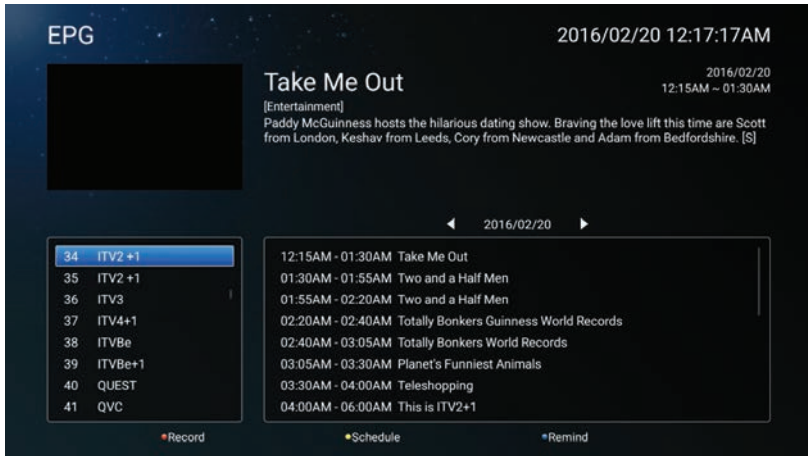 EPG
2016/02/20 12:17:17AM
Take Me Out
2016/02/20
12:15AM ~ 01:30AM
[Entertainment]
Paddy McGuinness hosts the hilarious dating show. Braving the love lift this time are Scott
from London, Keshav from Leeds, Cory from Newcastle and Adam from Bedfordshire. [S]
2016/02/20
34 ITV2 +1
35 ITV2 +1
36 ITV3
37 ITV4+1
38 ITVBe
39 ITVBe+1
40 QUEST
41 QVC
12:15AM - 01:30AM Take Me Out
01:30AM - 01:55AM Two and a Half Men
01:55AM - 02:20AM Two and a Half Men
02:20AM - 02:40AM Totally Bonkers Guinness World Records
02:40AM - 03:05AM Totally Bonkers World Records
03:05AM - 03:30AM Planet's Funniest Animals
03:30AM - 04:00AM Teleshopping
04:00AM - 06:00AM This is ITV2+1
Record
Schedule
Remind